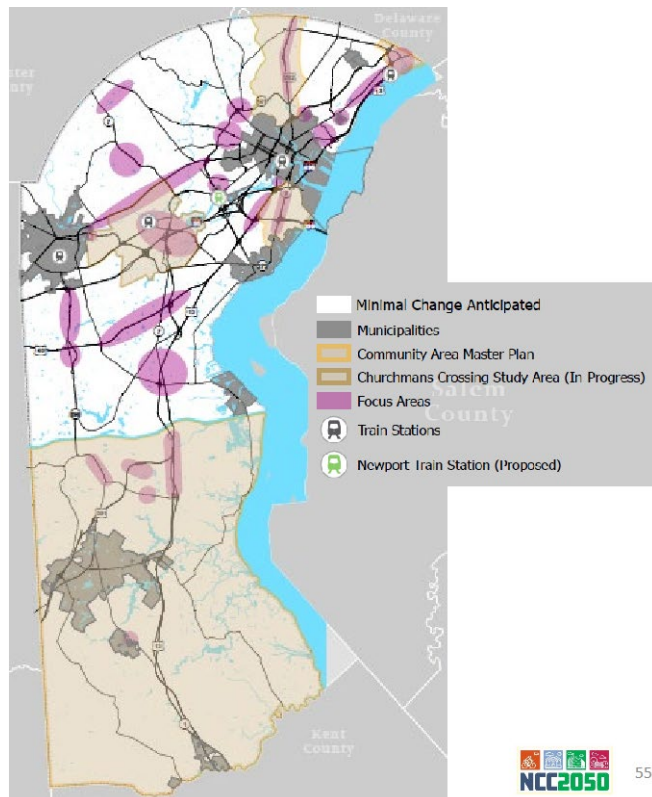 Delaware
County
County
Minimal Change Anticipated
Municipalities
Community Area Master Plan
Churchmans Crossing Study Area (In Progress)
Salem
Focus Areas
County
Train Stations
Newport Train Station (Proposed)
Kent
County
NCC2050
55